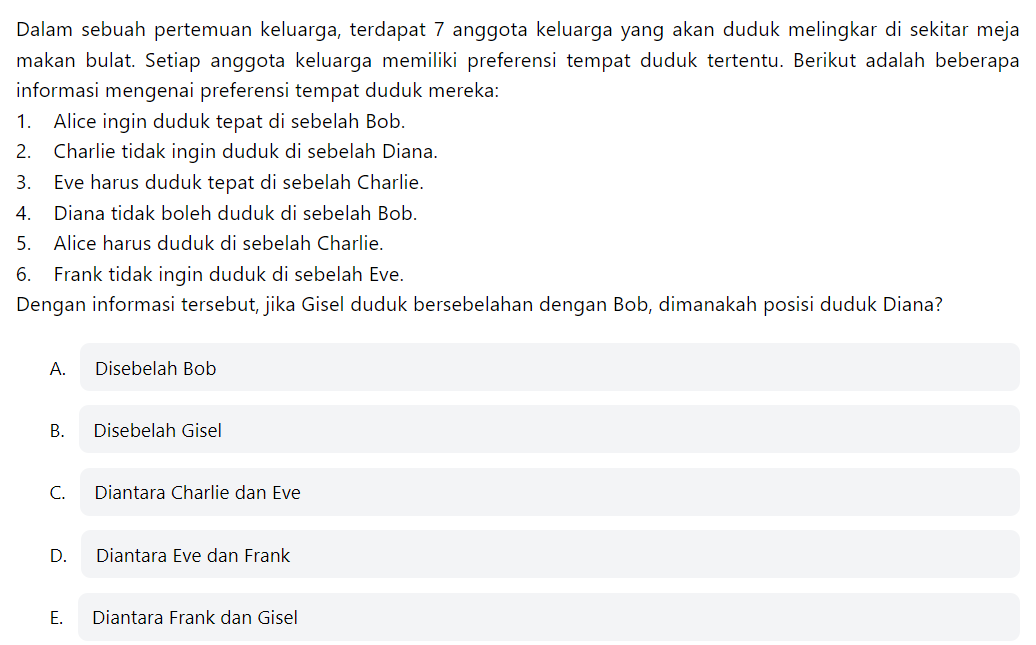 Dalam sebuah pertemuan keluarga, terdapat 7 anggota keluarga yang akan duduk melingkar di sekitar meja
makan bulat. Setiap anggota keluarga memiliki preferensi tempat duduk tertentu. Berikut adalah beberapa
informasi mengenai preferensi tempat duduk mereka:
1. Alice ingin duduk tepat di sebelah Bob.
2. Charlie tidak ingin duduk di sebelah Diana.
3. Eve harus duduk tepat di sebelah Charlie.
4. Diana tidak boleh duduk di sebelah Bob.
5. Alice harus duduk di sebelah Charlie.
6. Frank tidak ingin duduk di sebelah Eve.
Dengan informasi tersebut, jika Gisel duduk bersebelahan dengan Bob, dimanakah posisi duduk Diana?
A. Disebelah Bob
B. Disebelah Gisel
C. Diantara Charlie dan Eve
D. Diantara Eve dan Frank
E. Diantara Frank dan Gisel